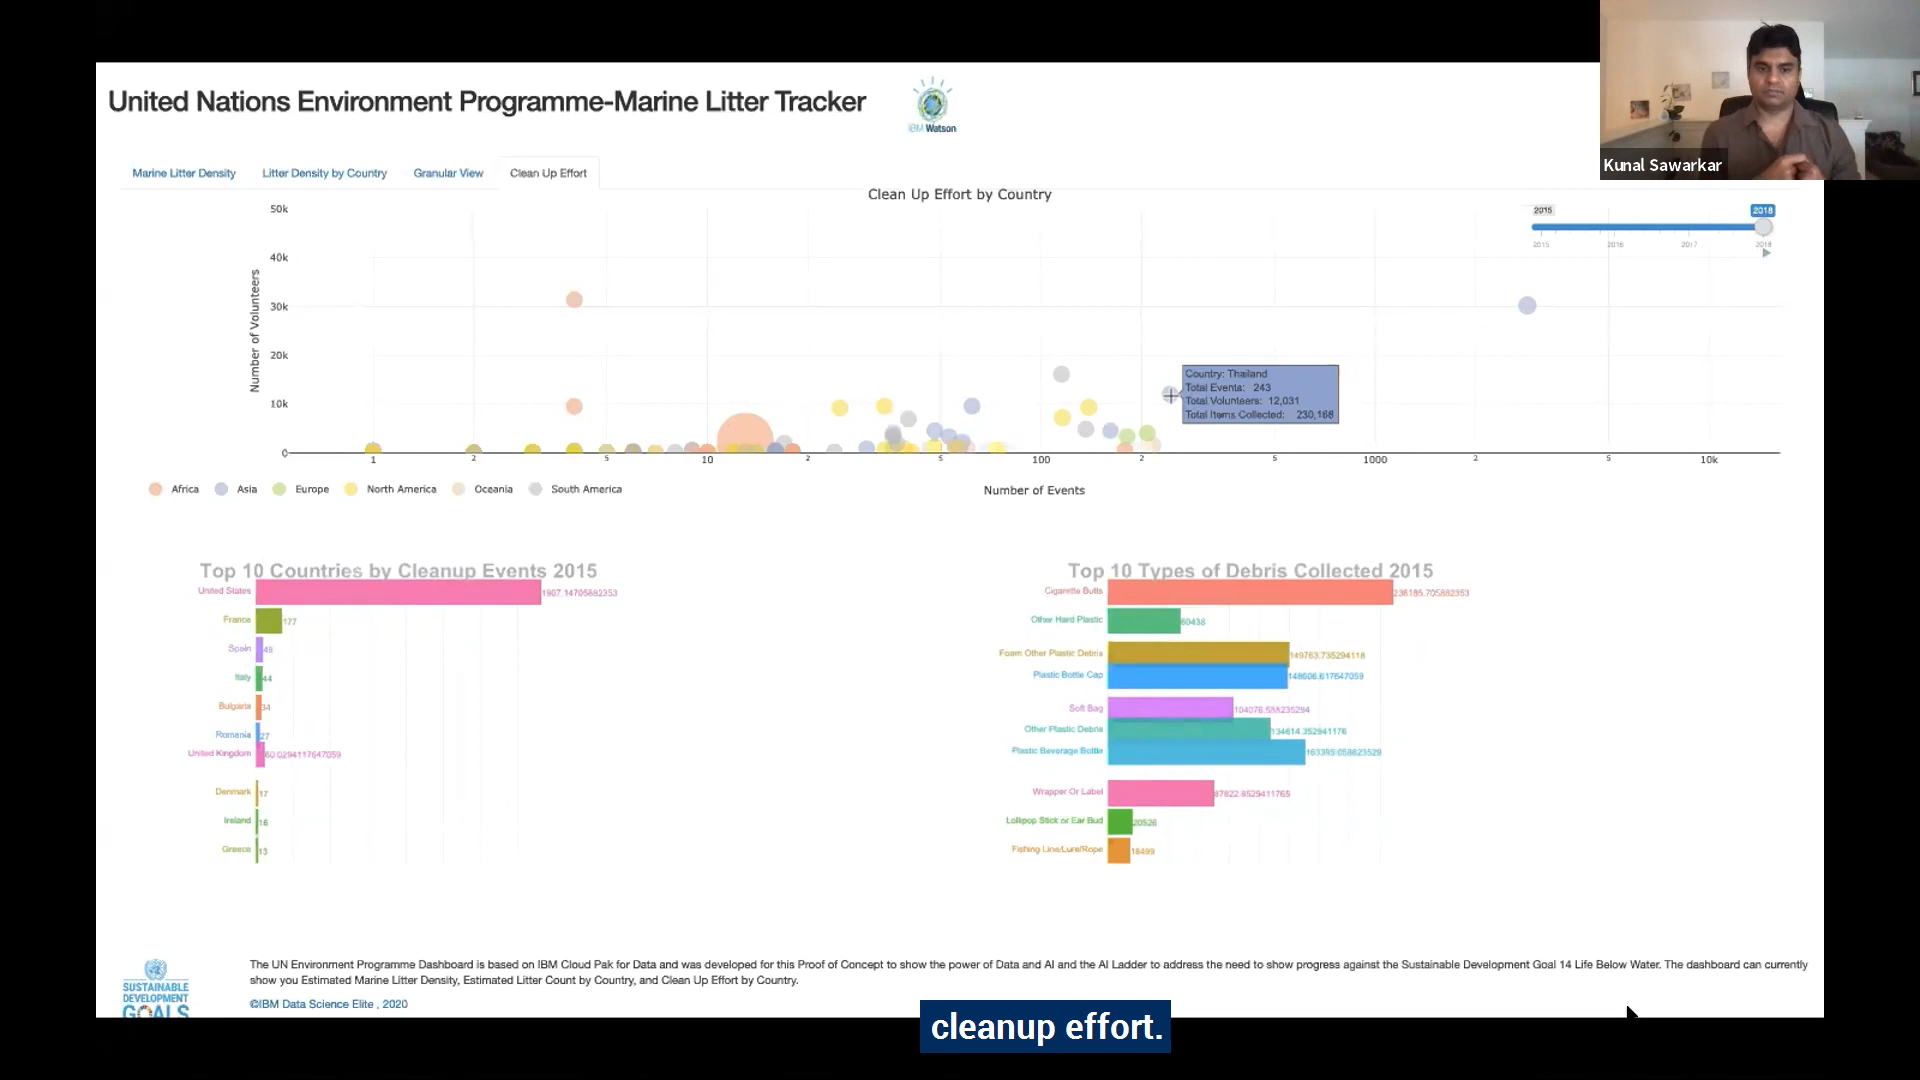 United Nations Environment Programme-Marine Litter Tracker
IBM Watson
Kunal Sawarkar
Marine Litter Density
Litter Density by Country
Granular View
Clean Up Effort
Clean Up Effort by Country
2015
2018
2015 2016 2017 2018
Number of Volunteers
50k
40k
30k
20k
10k
0
Country: Thailand
Total Events: 243
Total Volunteers: 12,031
Total Items Collected: 230,168
1 2 5 10 2 5 100 2 5 1000 2 5 10k
Number of Events
Africa Asia Europe North America Oceania South America
Top 10 Countries by Cleanup Events 2015
United States 1907.14705882353
France 177
Spain 48
Italy 44
Bulgaria 34
Romania 27
United Kingdom 60.0294117647059
Denmark 17
Ireland 16
Greece 13
Top 10 Types of Debris Collected 2015
Cigarette Butts 236185.705882353
Other Hard Plastic 60436
Foam Other Plastic Debris 149763.735294118
Plastic Bottle Cap 148606.617647059
Soft Bag 104076.588235294
Other Plastic Debris 134614.352941176
Plastic Beverage Bottle
Wrapper Or Label 87822.8529411765
Lollipop Stick or Ear Bud 20526
Fishing Line/Lure/Rope 18499
SUSTAINABLE
DEVELOPMENT
GOALS
The UN Environment Programme Dashboard is based on IBM Cloud Pak for Data and was developed for this Proof of Concept to show the power of Data and AI and the AI Ladder to address the need to show progress against the Sustainable Development Goal 14 Life Below Water. The dashboard can currently
show you Estimated Marine Litter Density, Estimated Litter Count by Country, and Clean Up Effort by Country.
©IBM Data Science Elite , 2020
cleanup effort.